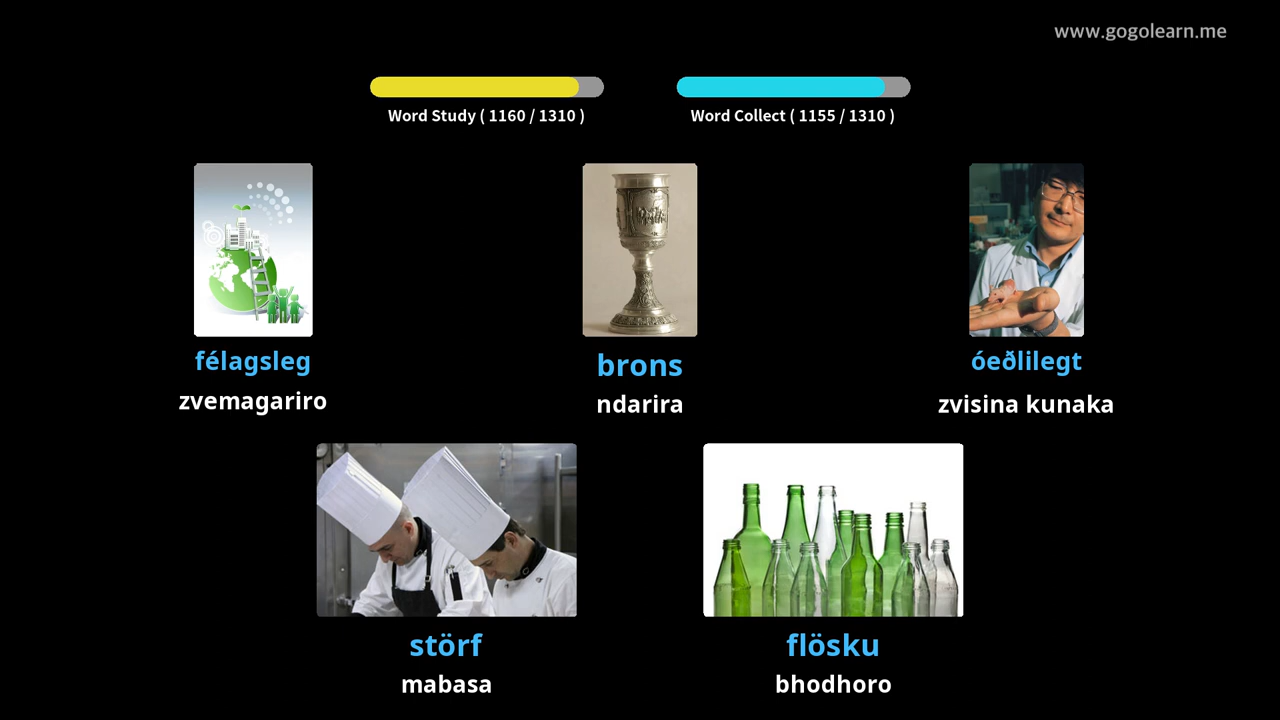 www.gogolearn.me
Word Study ( 1160 / 1310 )
Word Collect ( 1155 / 1310 )
félagsleg
zvemagariro
brons
ndarira
óeðlilegt
zvisina kunaka
störf
mabasa
flösku
bhodhoro